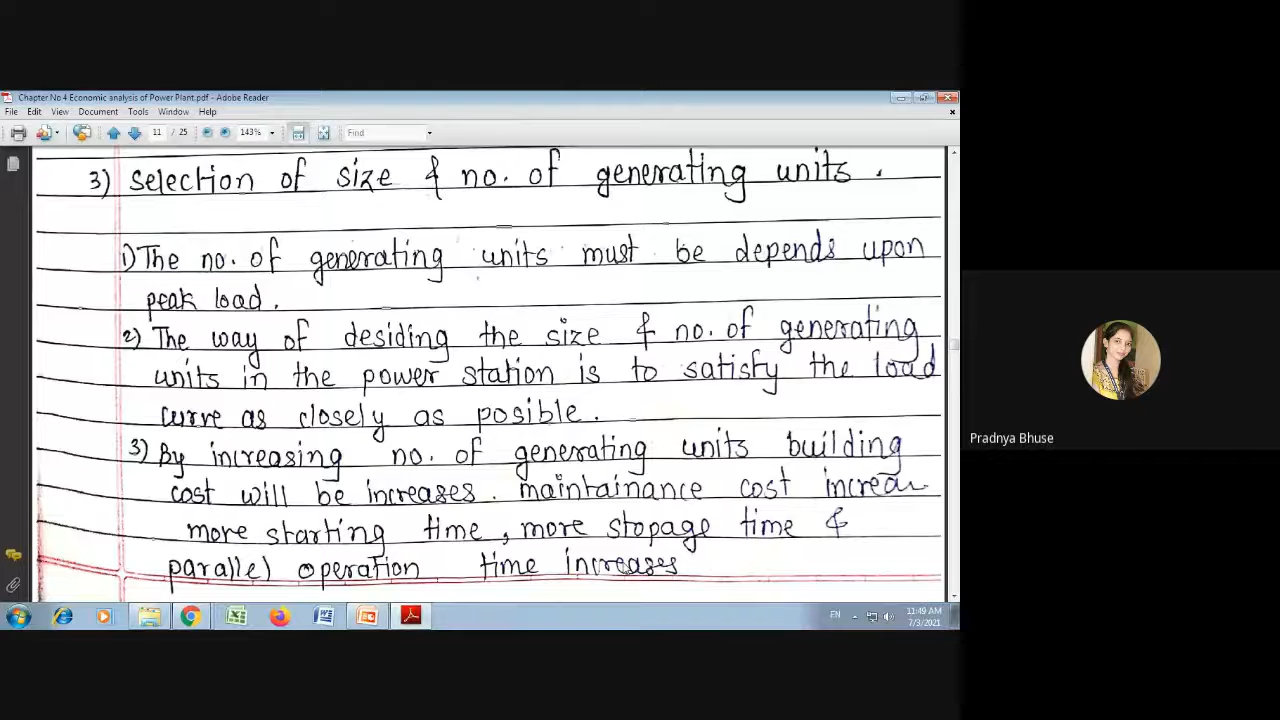 Chapter No 4 Economic analysis of Power Plant.pdf - Adobe Reader
File Edit View Document Tools Window Help
11 / 25 143% Find
3) Selection of size & no. of generating units.
1) The no. of generating units must be depends upon
peak load.
2) The way of desiding the size & no. of generating
units in the power station is to satisfy the load
curve as closely as posible.
3) By increasing no. of generating units building
cost will be increases. maintainance cost increas
more starting time, more stopage time &
parallel operation time increases
Pradnya Bhuse
EN
11:49 AM
7/3/2021